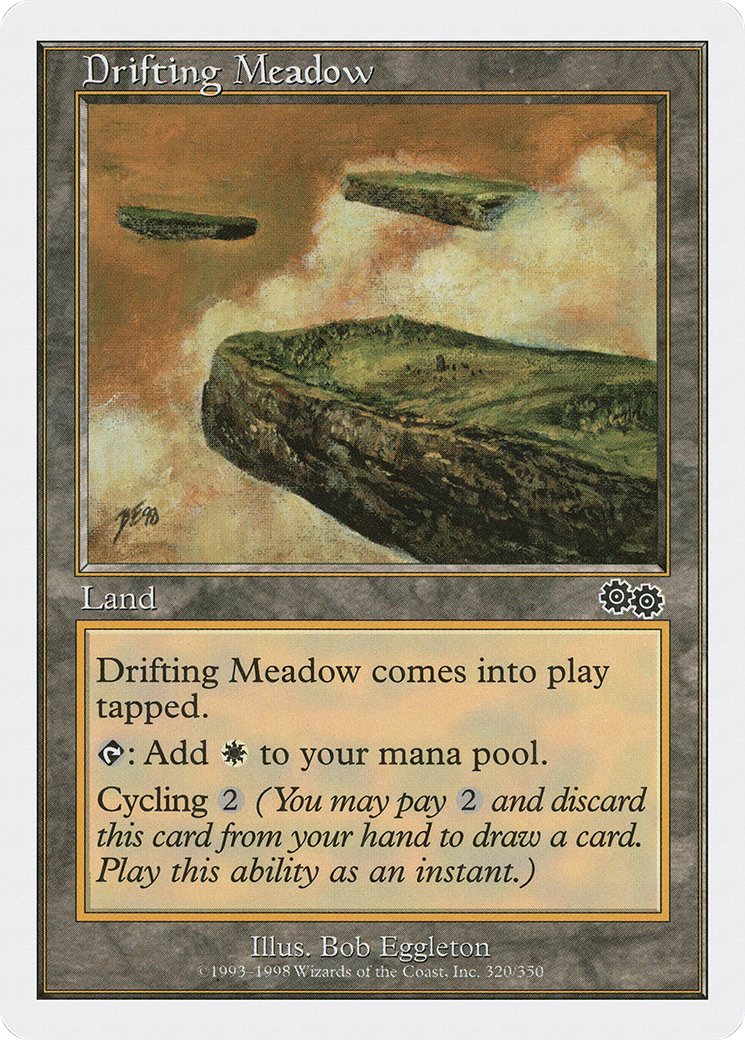 Drifting Meadow
BE98
Land
Drifting Meadow comes into play
tapped.
: Add to your mana pool.
Cycling 2 (You may pay 2 and discard
this card from your hand to draw a card.
Play this ability as an instant.)
Illus. Bob Eggleton
©1993–1998 Wizards of the Coast, Inc. 320/350